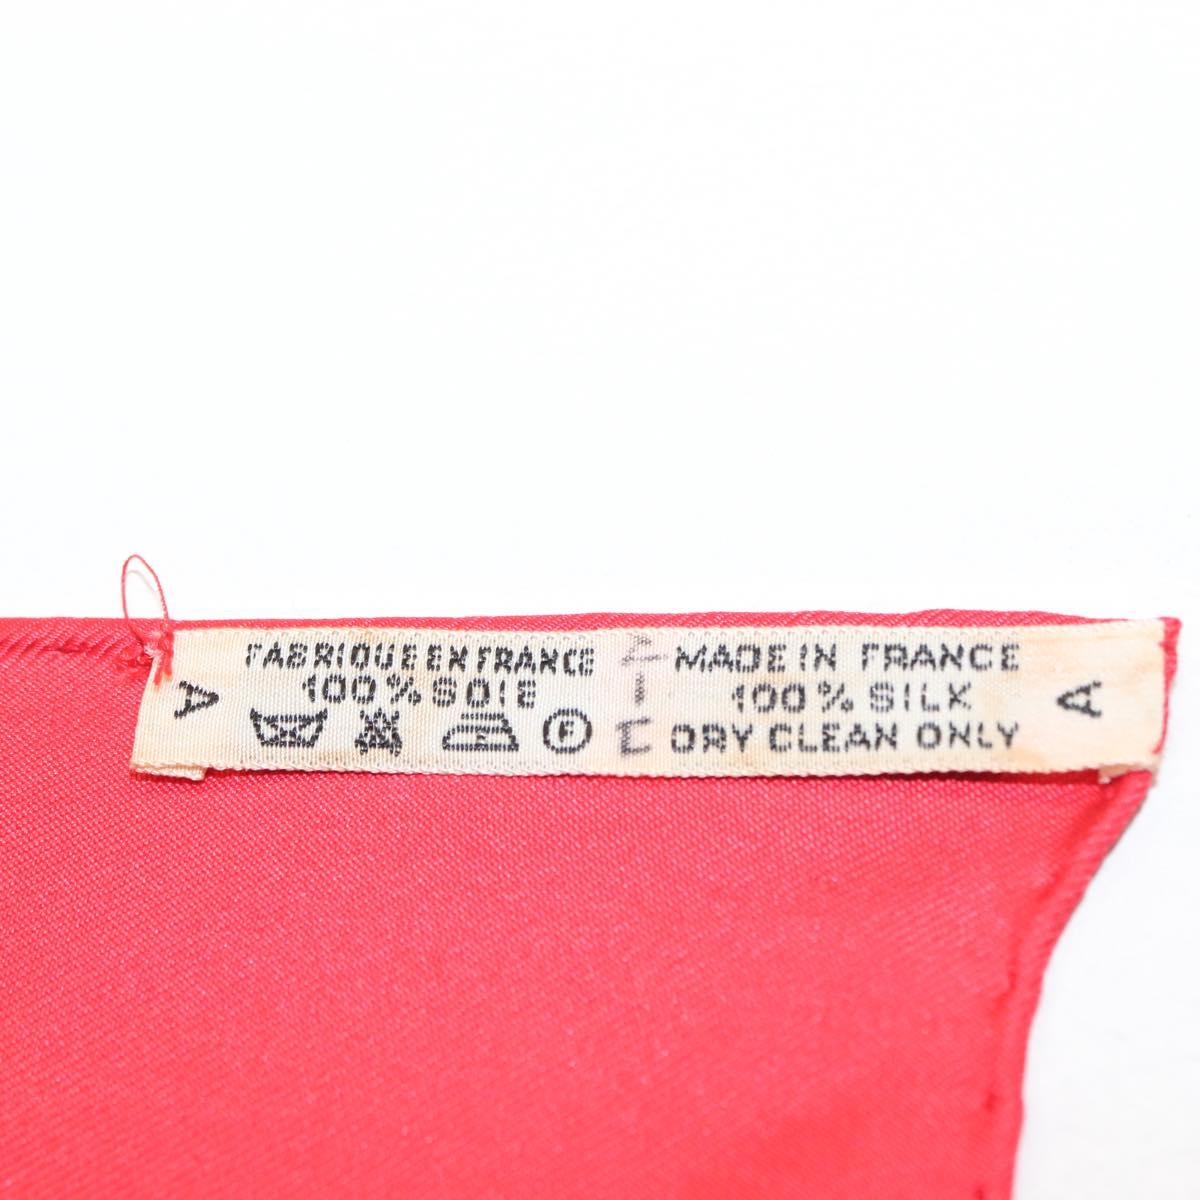 FABRIQUE EN FRANCE
100% SOIE
A
F
MADE IN FRANCE
100% SILK
DRY CLEAN ONLY
A